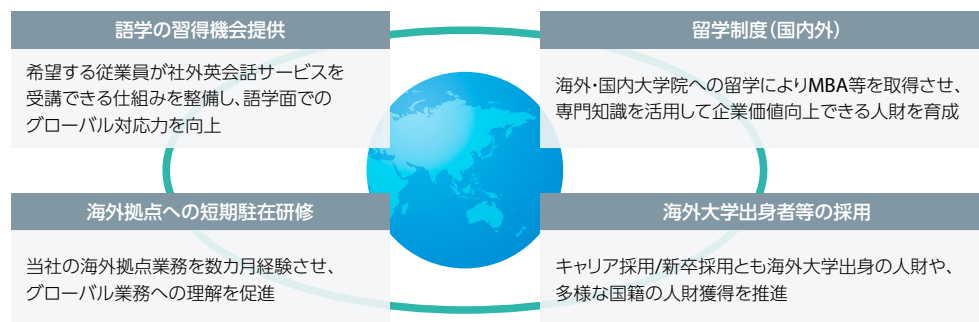 語学の習得機会提供
希望する従業員が社外英会話サービスを
受講できる仕組みを整備し、語学面での
グローバル対応力を向上
留学制度(国内外)
海外・国内大学院への留学によりMBA等を取得させ、
専門知識を活用して企業価値向上できる人財を育成
海外拠点への短期駐在研修
当社の海外拠点業務を数カ月経験させ、
グローバル業務への理解を促進
海外大学出身者等の採用
キャリア採用/新卒採用とも海外大学出身の人財や、
多様な国籍の人財獲得を推進